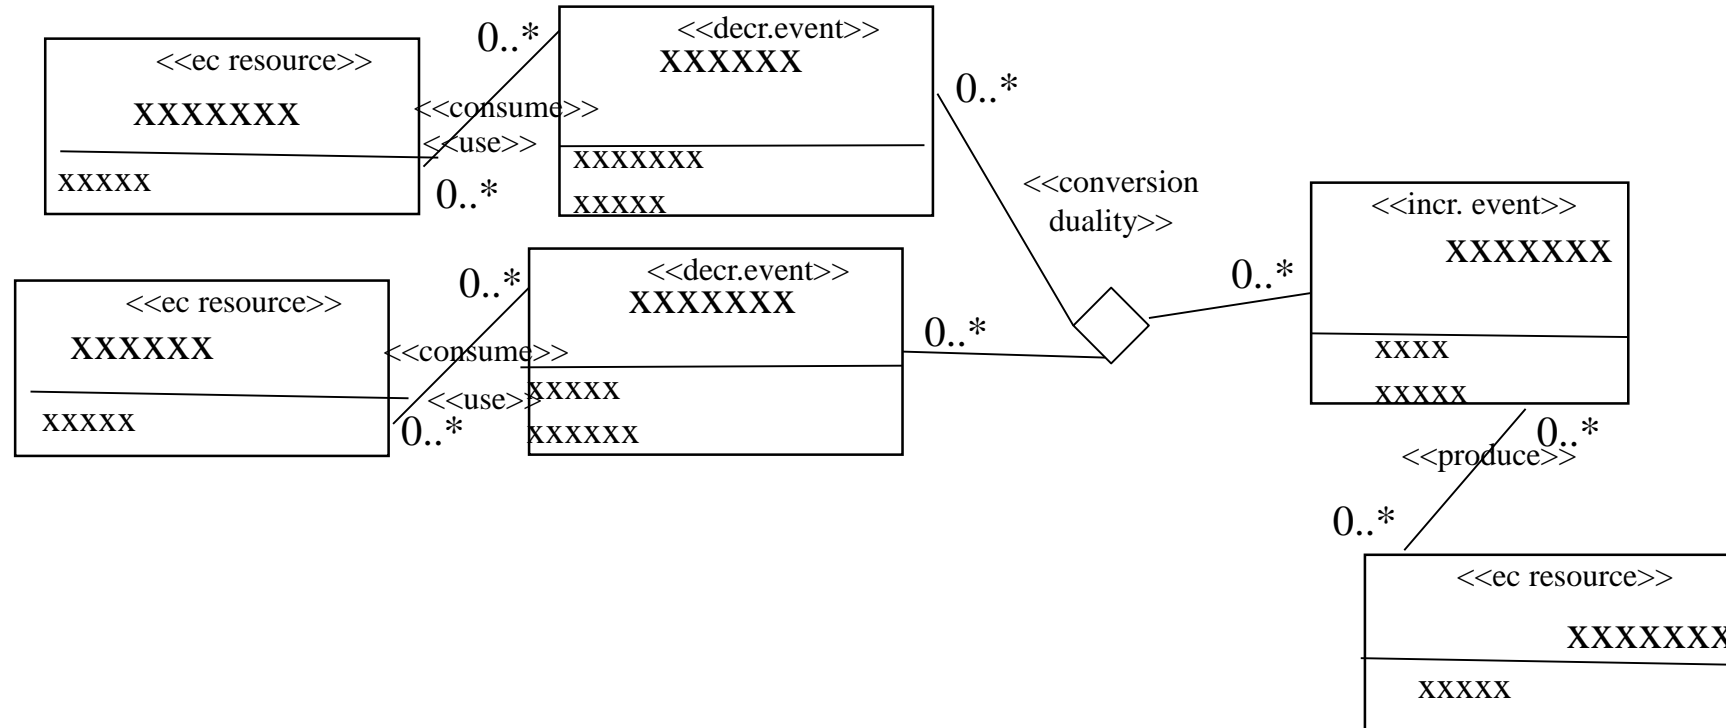 <<ec resource>>
xxxxxxx
xxxxx
0..*
<<consume>>
<<use>>
0..*
<<decr.event>>
xxxxxx
xxxxxxx
xxxxx
0..*
<<conversion
duality>>
<<ec resource>>
xxxxxx
xxxxx
0..*
<<consume>>
<<use>>
0..*
<<decr.event>>
xxxxxxx
xxxxx
xxxxxx
0..*
0..*
<<incr. event>>
xxxxxxx
xxxx
xxxxx
0..*
<<produce>>
0..*
<<ec resource>>
xxxxxxx
xxxxx